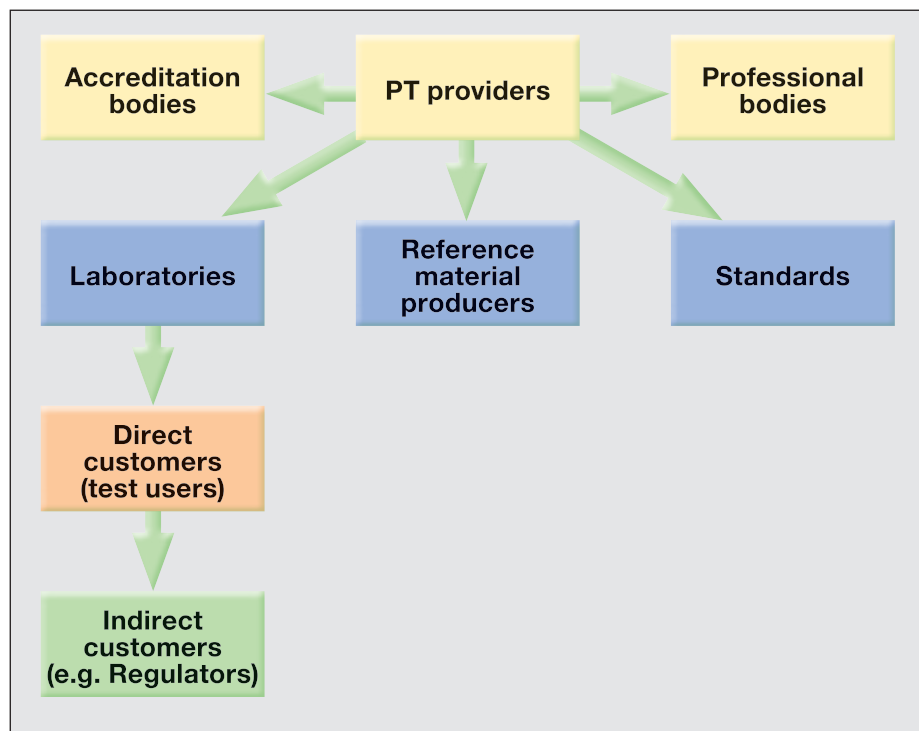 Accreditation
bodies
PT providers
Professional
bodies
Laboratories
Reference
material
producers
Standards
Direct
customers
(test users)
Indirect
customers
(e.g. Regulators)